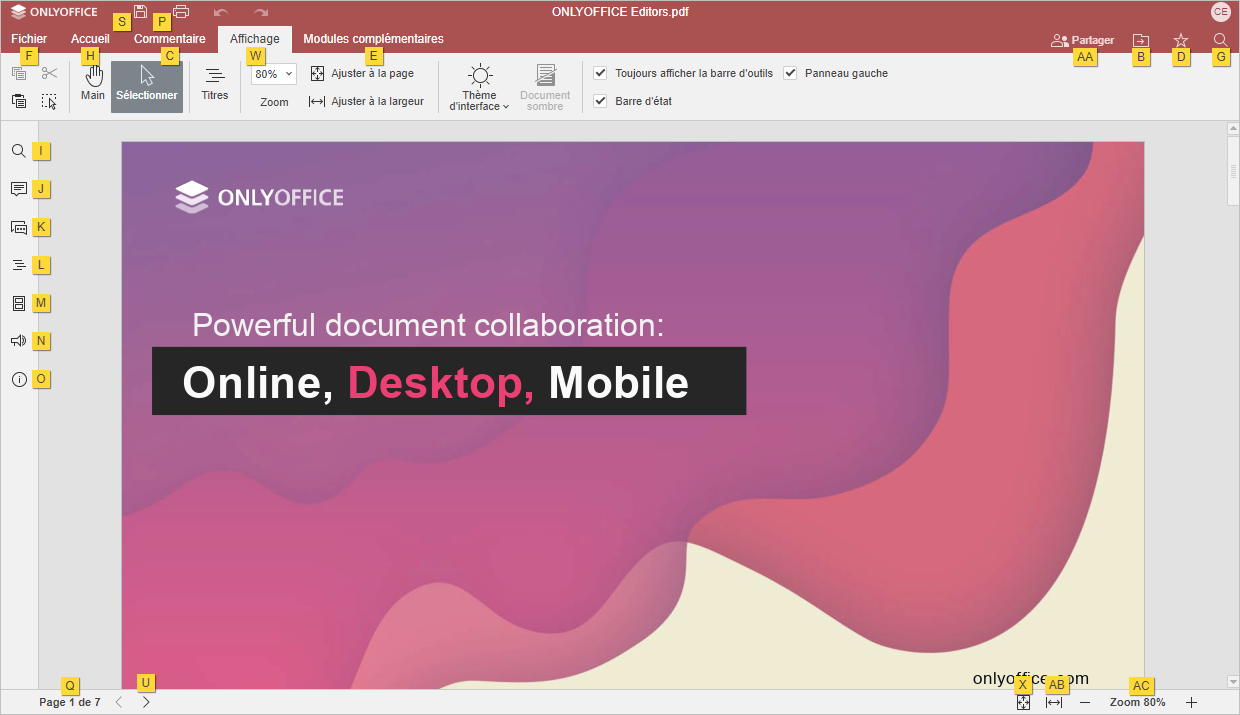 ONLYOFFICE
ONLYOFFICE Editors.pdf
CE
S
P
Fichier
Accueil
Commentaire
Affichage
Modules complémentaires
Partager
F
H
C
W
E
AA
B
D
G
Main
Sélectionner
Titres
80%
Zoom
Ajuster à la page
Ajuster à la largeur
Thème
d'interface
Document
sombre
Toujours afficher la barre d'outils
Panneau gauche
Barre d'état
I
J
K
L
M
N
O
ONLYOFFICE
Powerful document collaboration:
Online, Desktop, Mobile
onlyoffice.com
Q
U
X
AB
AC
Page 1 de 7
Zoom 80%